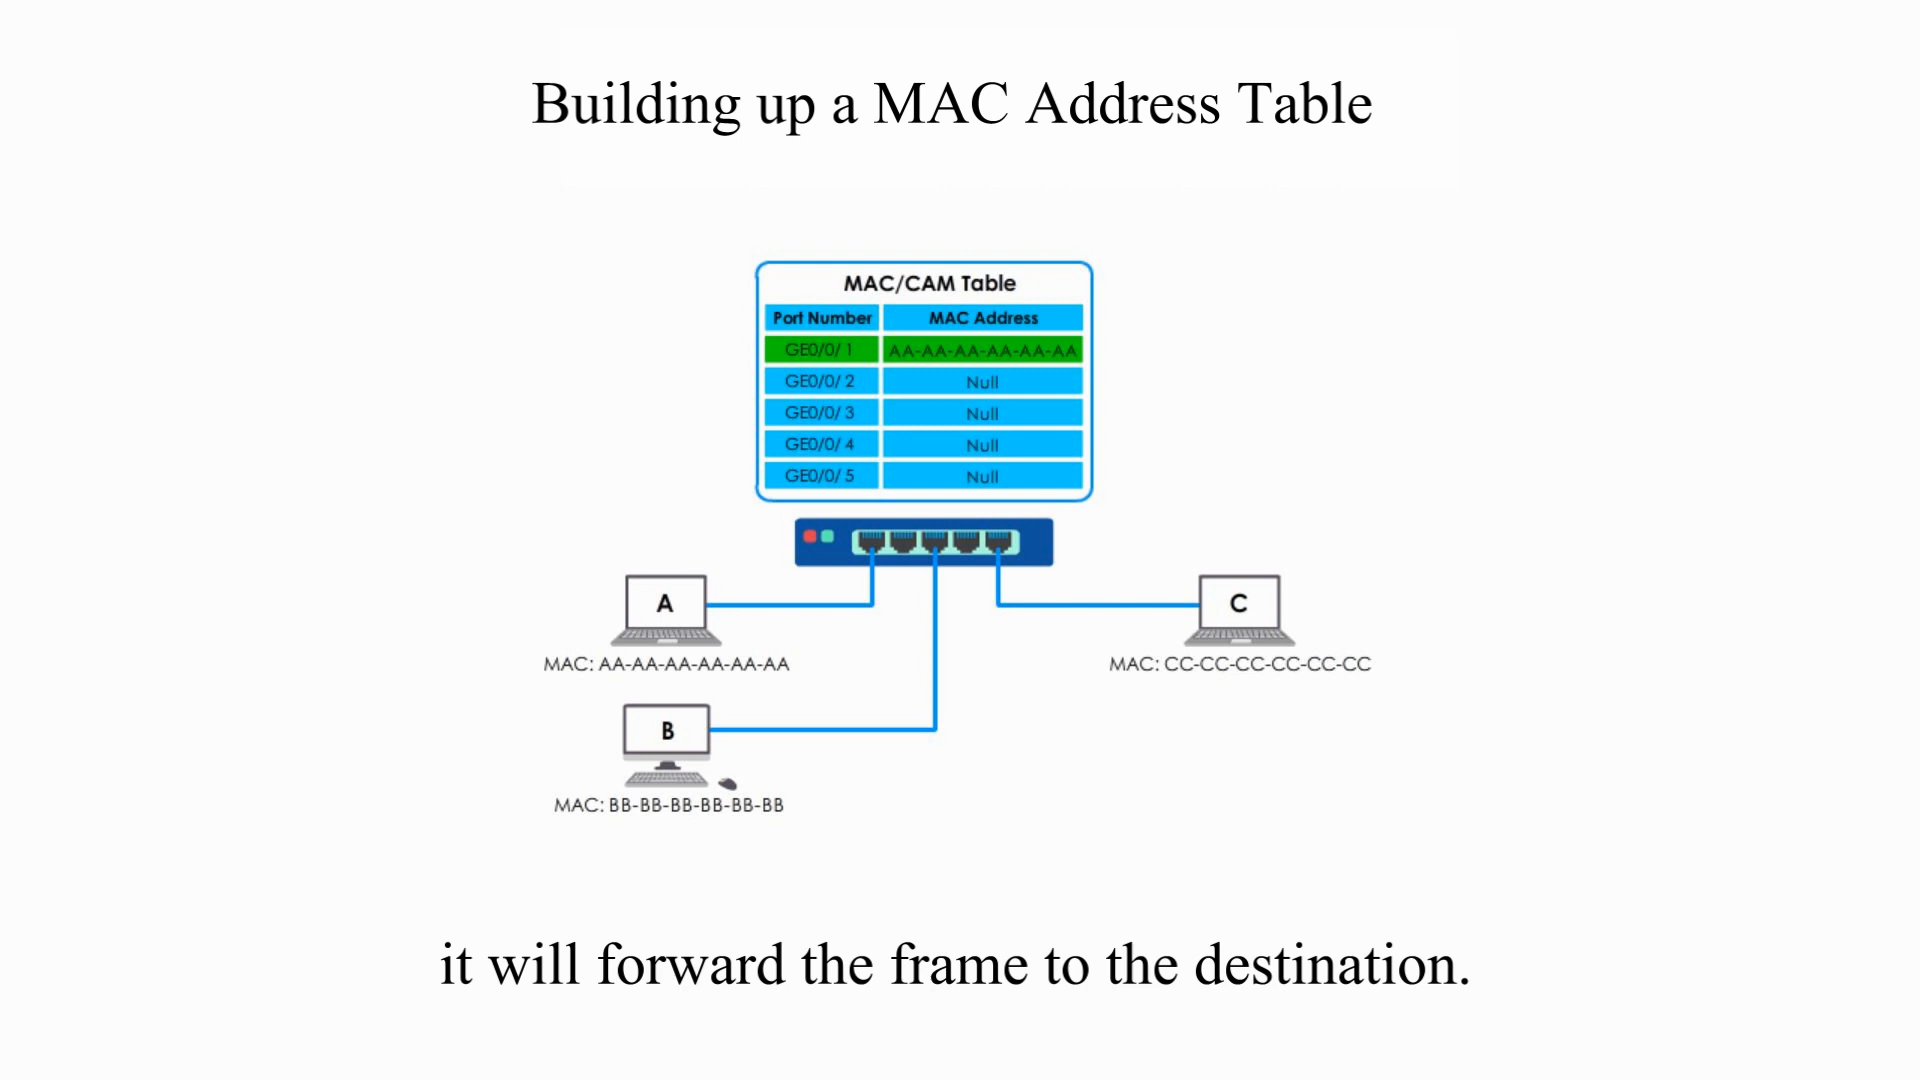 Building up a MAC Address Table
MAC/CAM Table
Port Number MAC Address
GE0/0/ 1 AA-AA-AA-AA-AA-AA
GE0/0/ 2 Null
GE0/0/ 3 Null
GE0/0/ 4 Null
GE0/0/ 5 Null
A
C
MAC: AA-AA-AA-AA-AA-AA
MAC: CC-CC-CC-CC-CC-CC
B
MAC: BB-BB-BB-BB-BB-BB
it will forward the frame to the destination.